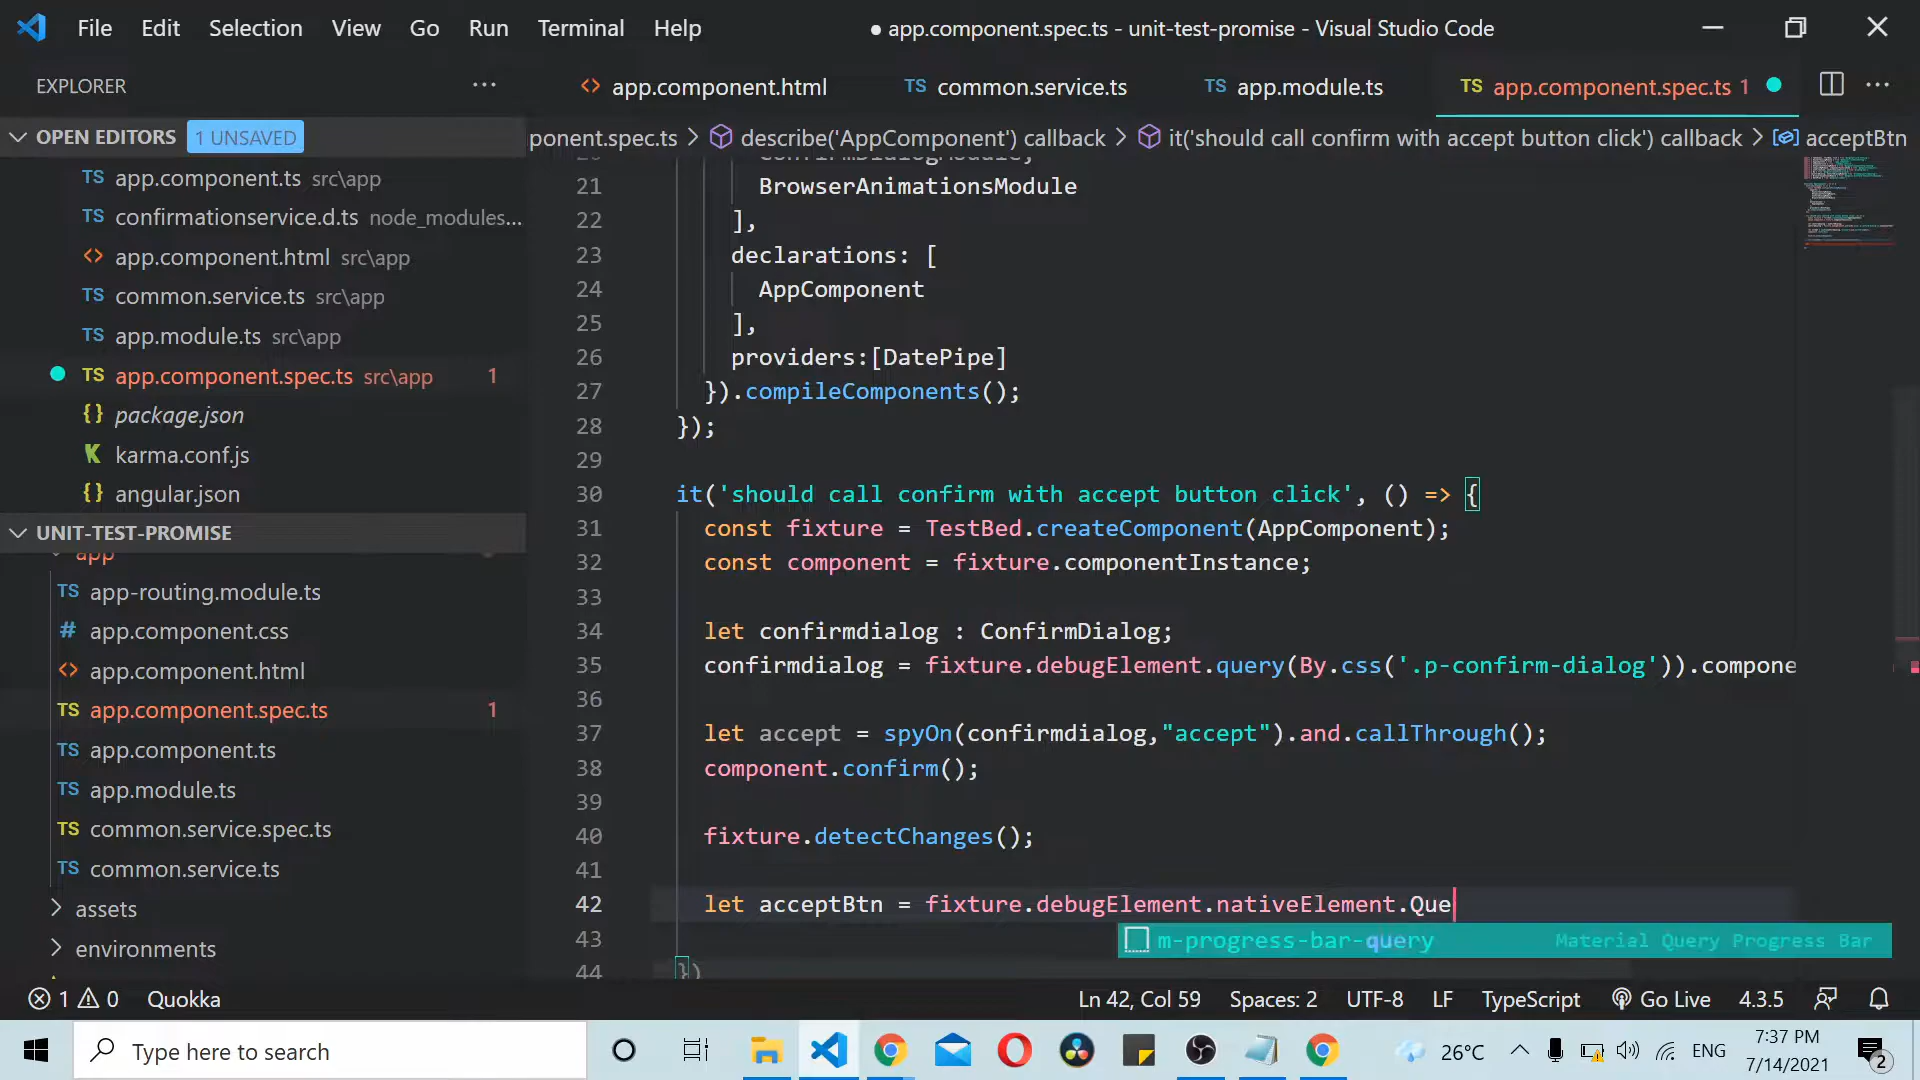 File Edit Selection View Go Run Terminal Help
● app.component.spec.ts - unit-test-promise - Visual Studio Code
EXPLORER
app.component.html
TS common.service.ts
TS app.module.ts
TS app.component.spec.ts 1
OPEN EDITORS 1 UNSAVED
ponent.spec.ts > describe('AppComponent') callback > it('should call confirm with accept button click') callback > acceptBtn
TS app.component.ts src\app
TS confirmationservice.d.ts node_modules...
<> app.component.html src\app
TS common.service.ts src\app
TS app.module.ts src\app
TS app.component.spec.ts src\app 1
{} package.json
K karma.conf.js
{} angular.json
UNIT-TEST-PROMISE
app
TS app-routing.module.ts
# app.component.css
<> app.component.html
TS app.component.spec.ts 1
TS app.component.ts
TS app.module.ts
TS common.service.spec.ts
TS common.service.ts
> assets
> environments
20 ConfirmDialogModule,
21 BrowserAnimationsModule
22 ],
23 declarations: [
24 AppComponent
25 ],
26 providers:[DatePipe]
27 }).compileComponents();
28 });
29
30 it('should call confirm with accept button click', () => {
31 const fixture = TestBed.createComponent(AppComponent);
32 const component = fixture.componentInstance;
33
34 let confirmdialog : ConfirmDialog;
35 confirmdialog = fixture.debugElement.query(By.css('.p-confirm-dialog')).compone
36
37 let accept = spyOn(confirmdialog,"accept").and.callThrough();
38 component.confirm();
39
40 fixture.detectChanges();
41
42 let acceptBtn = fixture.debugElement.nativeElement.Que
43
m-progress-bar-query Material Query Progress Bar
44 })
1 0 Quokka
Ln 42, Col 59 Spaces: 2 UTF-8 LF TypeScript Go Live 4.3.5
Type here to search
26°C
ENG
7:37 PM
7/14/2021
2